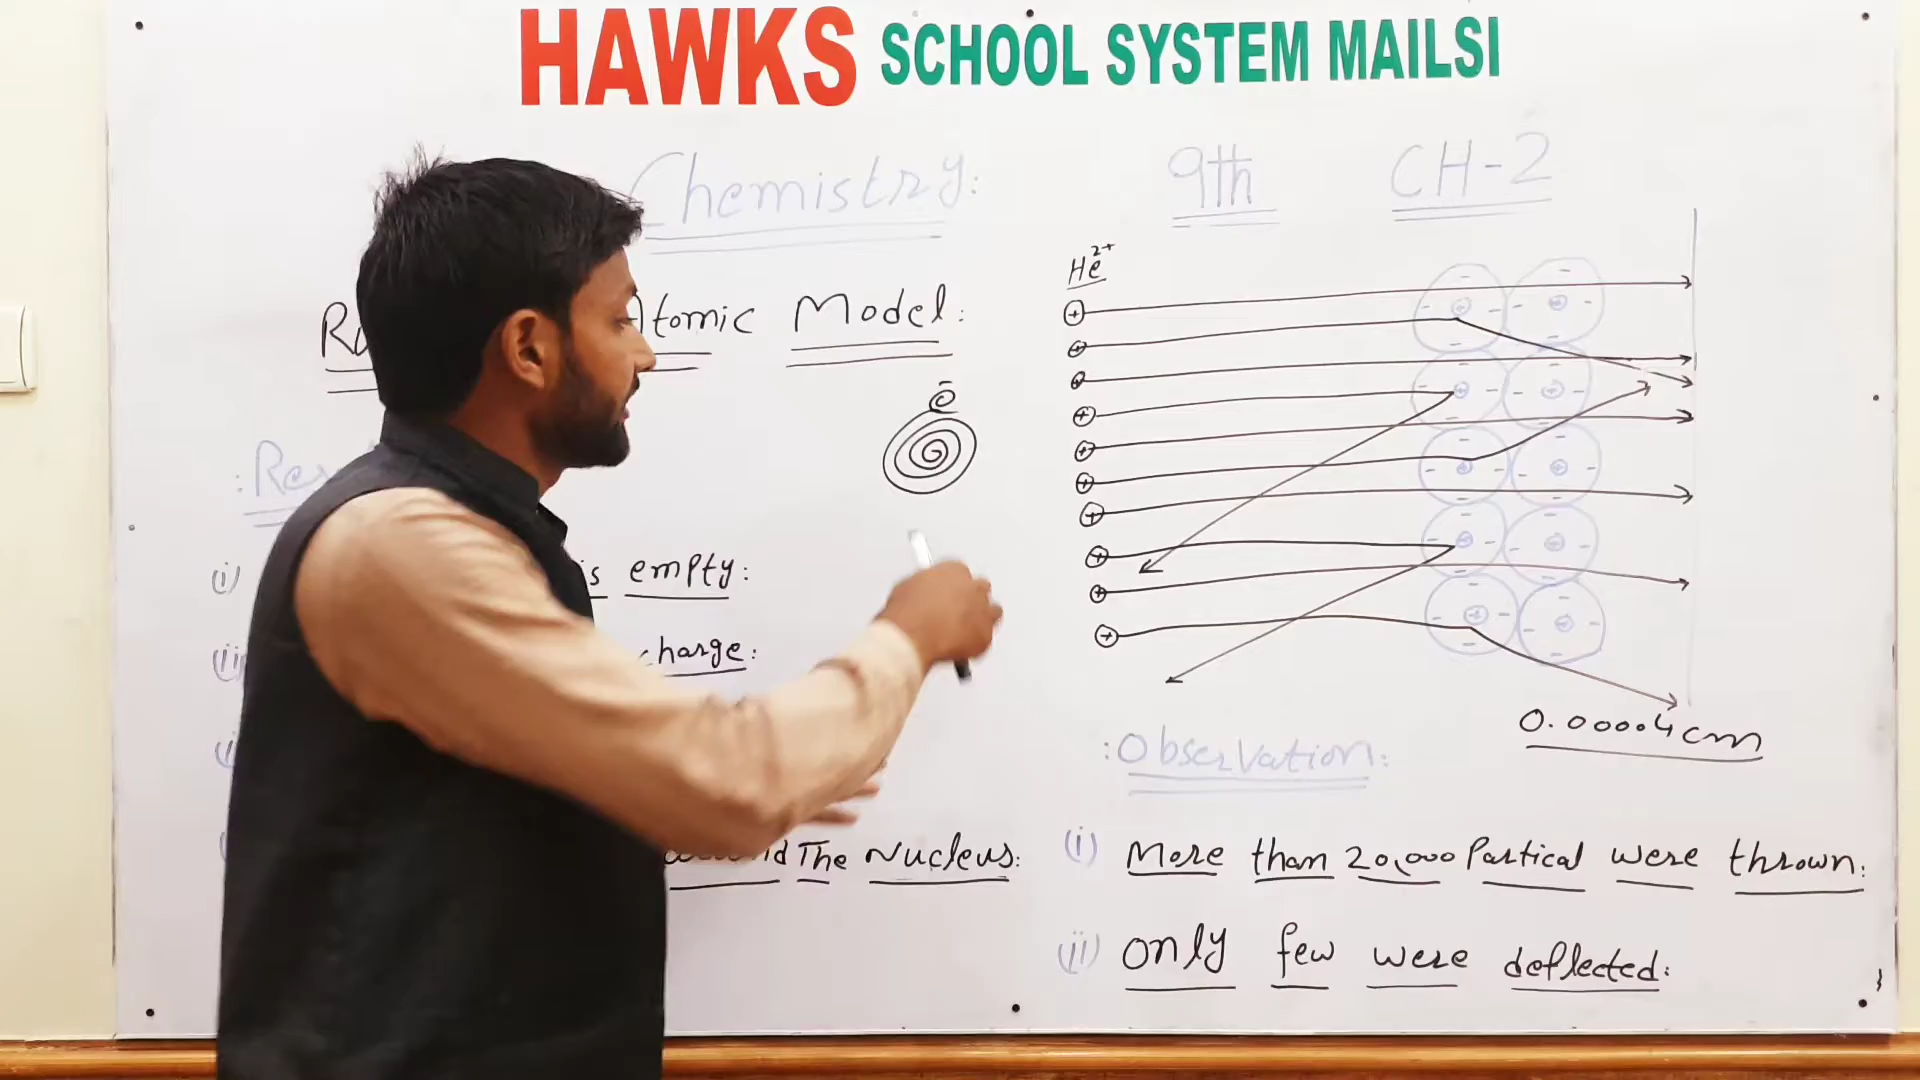 HAWKS SCHOOL SYSTEM MAILSI
Chemistry: 9th CH-2
Atomic Model:
He2+
ē
(i) is empty:
charge:
The Nucleus:
0.00004cm
:Observation:
(i) More than 20,000 Partical were thrown:
(ii) only few were deflected: